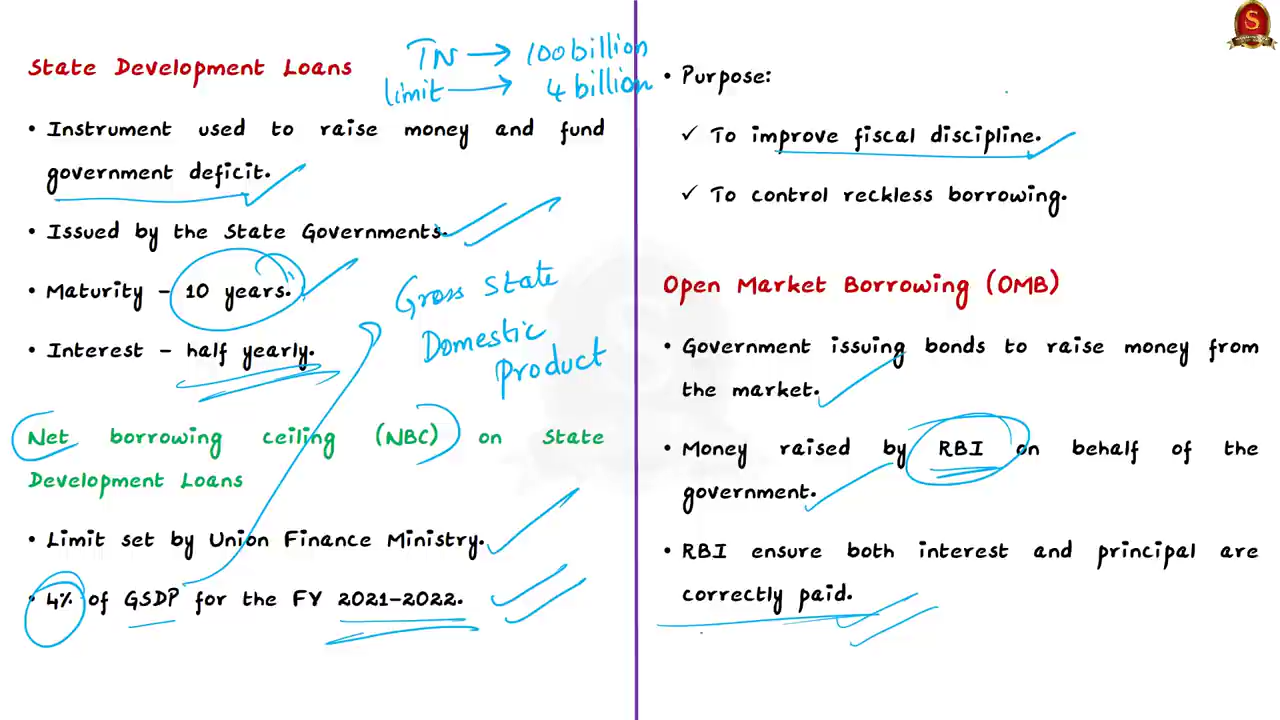 State Development Loans
TN → 100 billion
limit → 4 billion
• Instrument used to raise money and fund
government deficit.
• Issued by the State Governments.
• Maturity – 10 years.
Gross State
Domestic
Product
• Interest – half yearly.
Net borrowing ceiling (NBC) on State
Development Loans
• Limit set by Union Finance Ministry.
• 4% of GSDP for the FY 2021-2022.
• Purpose:
✓ To improve fiscal discipline.
✓ To control reckless borrowing.
Open Market Borrowing (OMB)
• Government issuing bonds to raise money from
the market.
• Money raised by RBI on behalf of the
government.
• RBI ensure both interest and principal are
correctly paid.